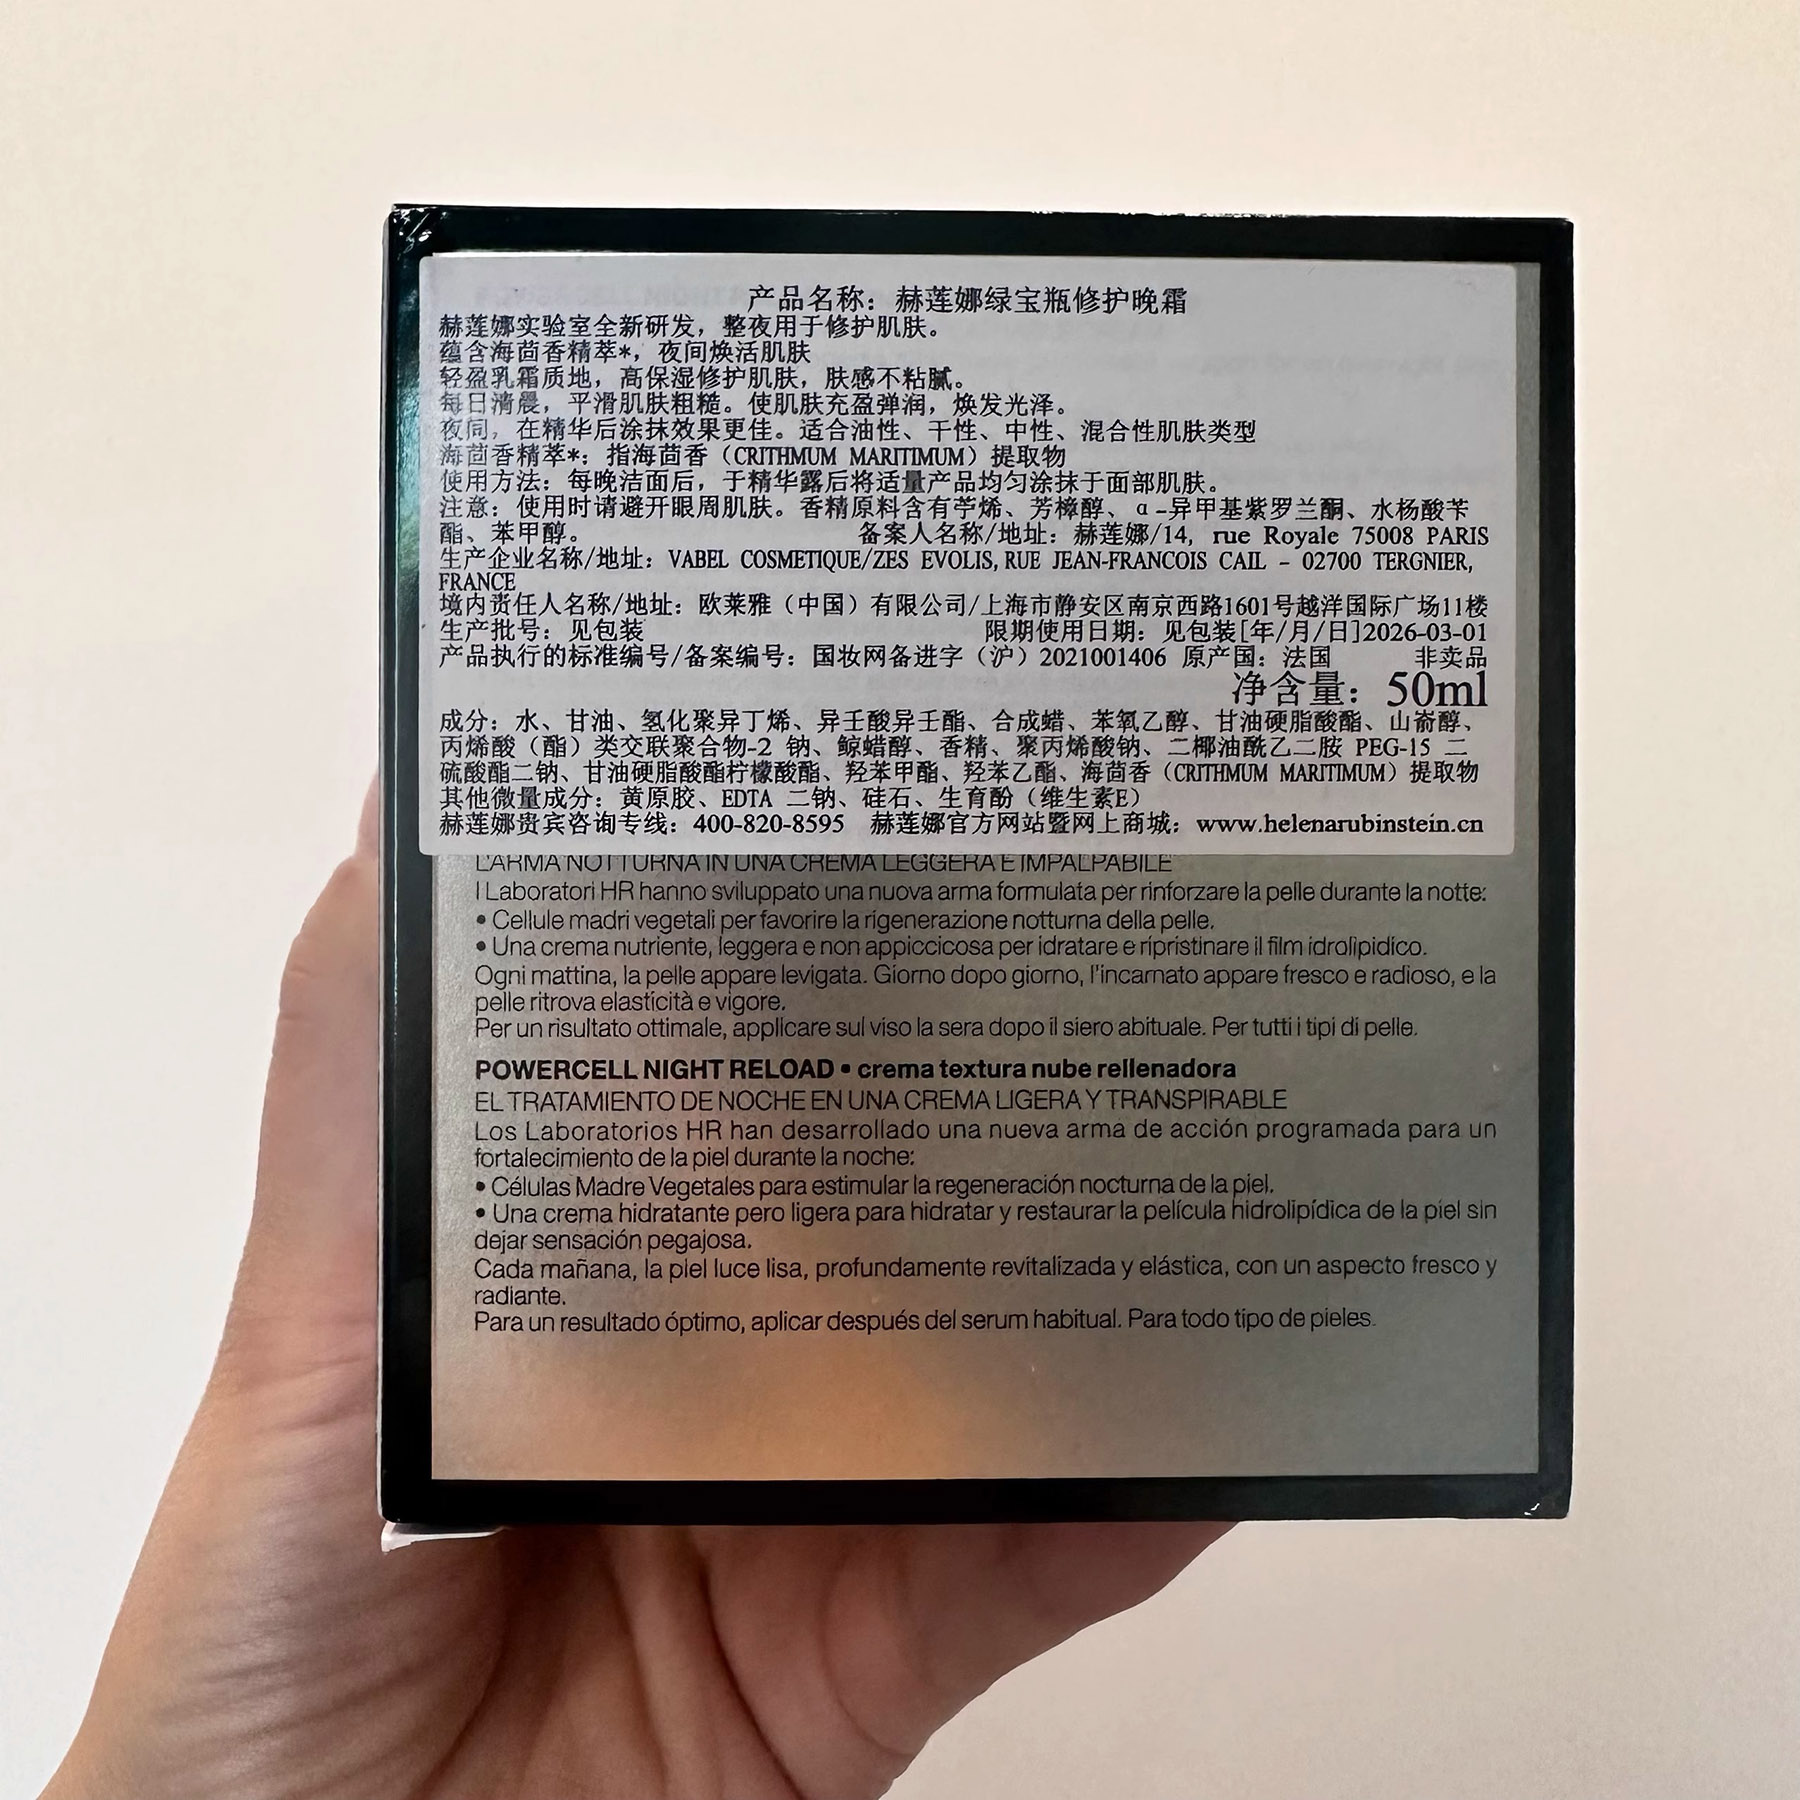 产品名称：赫莲娜绿宝瓶修护晚霜
赫莲娜实验室全新研发，整夜用于修护肌肤。
蕴含海茴香精萃*，夜间焕活肌肤
轻盈乳霜质地，高保湿修护肌肤，肤感不粘腻。
每日清晨，平滑肌肤粗糙。使肌肤充盈弹润，焕发光泽。
夜间，在精华后涂抹效果更佳。适合油性、干性、中性、混合性肌肤类型
海茴香精萃*：指海茴香（CRITHMUM MARITIMUM）提取物
使用方法：每晚洁面后，于精华露后将适量产品均匀涂抹于面部肌肤。
注意：使用时请避开眼周肌肤。香精原料含有苧烯、芳樟醇、α-异甲基紫罗兰酮、水杨酸苄
酯、苯甲醇。 备案人名称/地址：赫莲娜/14, rue Royale 75008 PARIS
生产企业名称/地址：VABEL COSMETIQUE/ZES EVOLIS, RUE JEAN-FRANCOIS CAIL - 02700 TERGNIER,
FRANCE
境内责任人名称/地址：欧莱雅（中国）有限公司/上海市静安区南京西路1601号越洋国际广场11楼
生产批号：见包装 限期使用日期：见包装[年/月/日]2026-03-01
产品执行的标准编号/备案编号：国妆网备进字（沪）2021001406 原产国：法国 非卖品
净含量：50ml
成分：水、甘油、氢化聚异丁烯、异壬酸异壬酯、合成蜡、苯氧乙醇、甘油硬脂酸酯、山嵛醇、
丙烯酸（酯）类交联聚合物-2 钠、鲸蜡醇、香精、聚丙烯酸钠、二椰油酰乙二胺 PEG-15 二
硫酸酯二钠、甘油硬脂酸酯柠檬酸酯、羟苯甲酯、羟苯乙酯、海茴香（CRITHMUM MARITIMUM）提取物
其他微量成分：黄原胶、EDTA 二钠、硅石、生育酚（维生素E）
赫莲娜贵宾咨询专线：400-820-8595 赫莲娜官方网站暨网上商城：www.helenarubinstein.cn
L'ARMA NOTTURNA IN UNA CREMA LEGGERA E IMPALPABILE
I Laboratori HR hanno sviluppato una nuova arma formulata per rinforzare la pelle durante la notte:
• Cellule madri vegetali per favorire la rigenerazione notturna della pelle.
• Una crema nutriente, leggera e non appiccicosa per idratare e ripristinare il film idrolipidico.
Ogni mattina, la pelle appare levigata. Giorno dopo giorno, l'incarnato appare fresco e radioso, e la
pelle ritrova elasticità e vigore.
Per un risultato ottimale, applicare sul viso la sera dopo il siero abituale. Per tutti i tipi di pelle.
POWERCELL NIGHT RELOAD • crema textura nube rellenadora
EL TRATAMIENTO DE NOCHE EN UNA CREMA LIGERA Y TRANSPIRABLE
Los Laboratorios HR han desarrollado una nueva arma de acción programada para un
fortalecimiento de la piel durante la noche:
• Células Madre Vegetales para estimular la regeneración nocturna de la piel.
• Una crema hidratante pero ligera para hidratar y restaurar la película hidrolipídica de la piel sin
dejar sensación pegajosa.
Cada mañana, la piel luce lisa, profundamente revitalizada y elástica, con un aspecto fresco y
radiante.
Para un resultado óptimo, aplicar después del serum habitual. Para todo tipo de pieles.